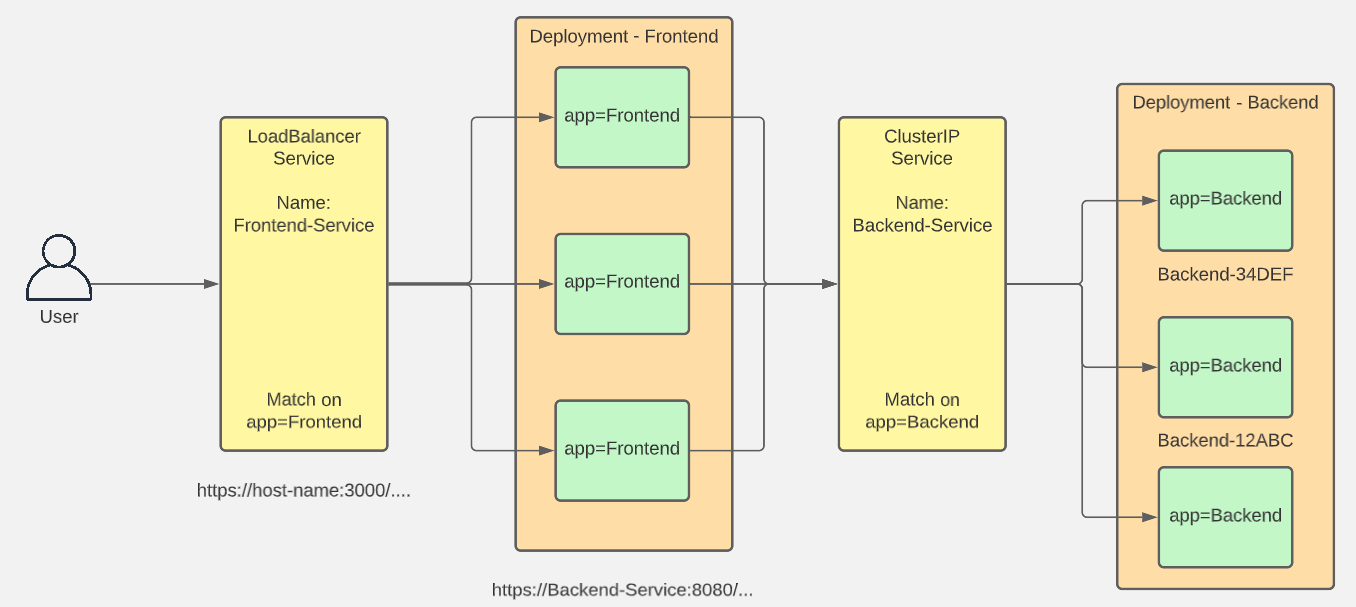 User
LoadBalancer
Service
Name:
Frontend-Service
Match on
app=Frontend
https://host-name:3000/....
Deployment - Frontend
app=Frontend
app=Frontend
app=Frontend
https://Backend-Service:8080/...
ClusterIP
Service
Name:
Backend-Service
Match on
app=Backend
Deployment - Backend
app=Backend
Backend-34DEF
app=Backend
Backend-12ABC
app=Backend